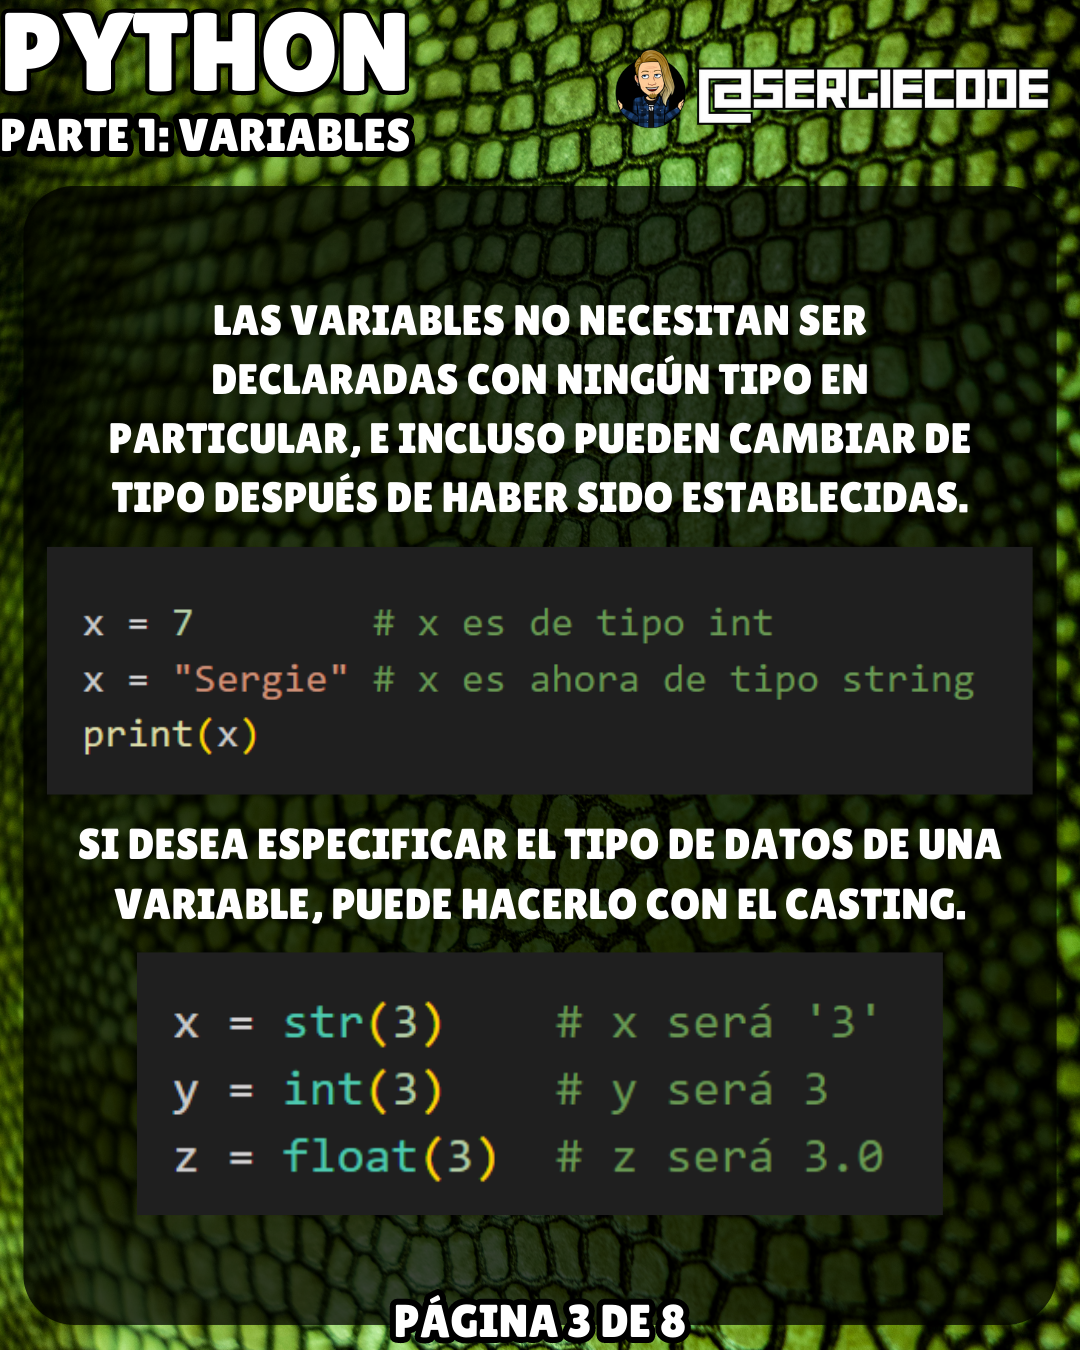 PYTHON
PARTE 1: VARIABLES
@SERGIECODE
LAS VARIABLES NO NECESITAN SER
DECLARADAS CON NINGÚN TIPO EN
PARTICULAR, E INCLUSO PUEDEN CAMBIAR DE
TIPO DESPUÉS DE HABER SIDO ESTABLECIDAS.
x = 7        # x es de tipo int
x = "Sergie" # x es ahora de tipo string
print(x)
SI DESEA ESPECIFICAR EL TIPO DE DATOS DE UNA
VARIABLE, PUEDE HACERLO CON EL CASTING.
x = str(3)    # x será '3'
y = int(3)    # y será 3
z = float(3)  # z será 3.0
PÁGINA 3 DE 8